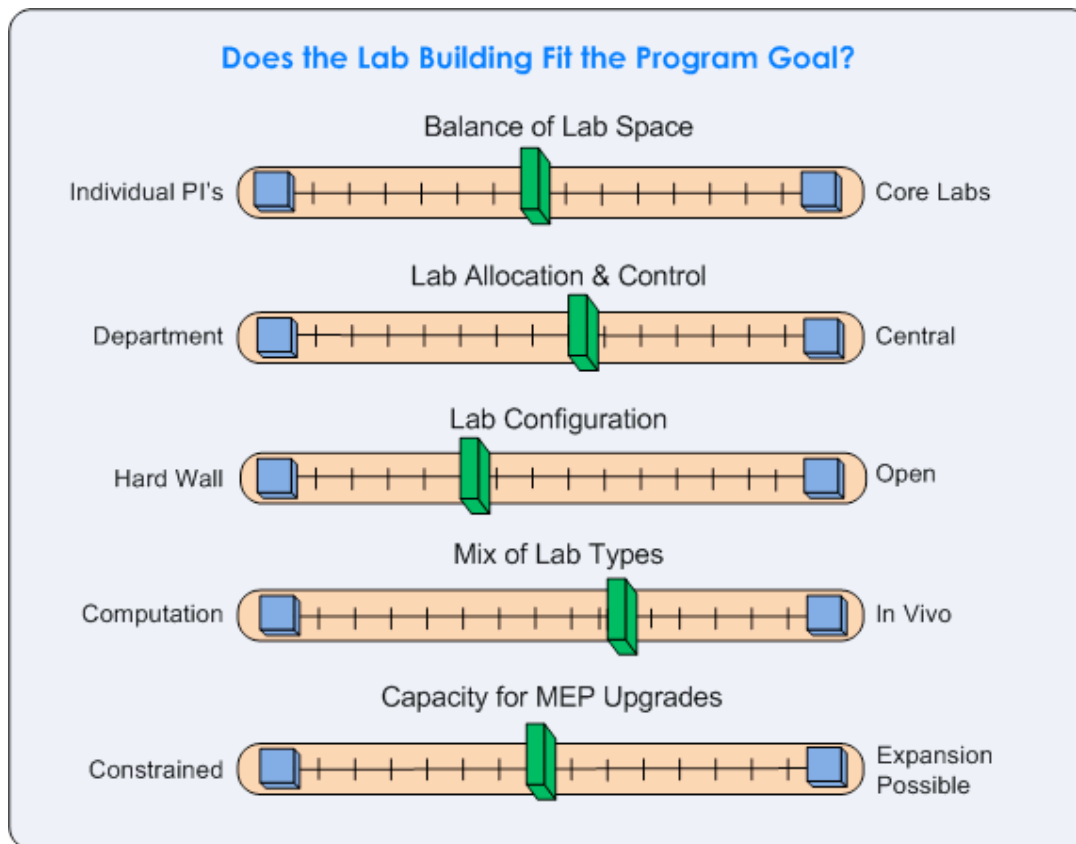 Does the Lab Building Fit the Program Goal?
Balance of Lab Space
Individual PI's
Core Labs
Lab Allocation & Control
Department
Central
Lab Configuration
Hard Wall
Open
Mix of Lab Types
Computation
In Vivo
Capacity for MEP Upgrades
Constrained
Expansion
Possible